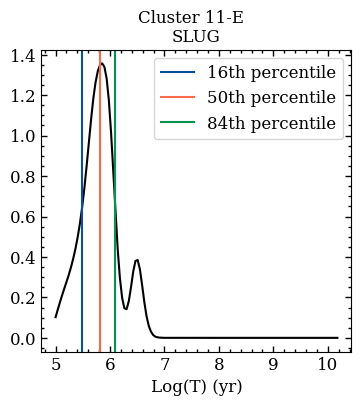 Cluster 11-E
SLUG
16th percentile
50th percentile
84th percentile
1.4
1.2
1.0
0.8
0.6
0.4
0.2
0.0
5 6 7 8 9 10
Log(T) (yr)